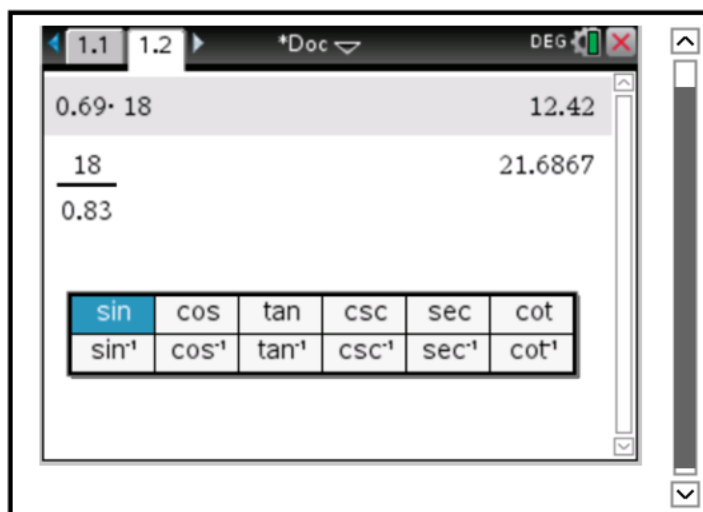 1.1 1.2 *Doc DEG
0.69· 18 12.42
18 21.6867
0.83
sin cos tan csc sec cot
sin⁻¹ cos⁻¹ tan⁻¹ csc⁻¹ sec⁻¹ cot⁻¹